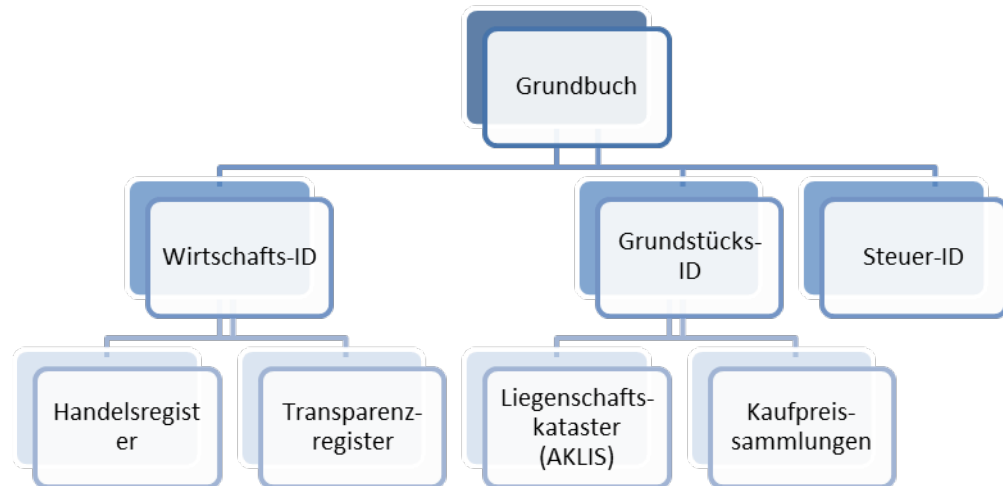 Grundbuch
Wirtschafts-ID
Grundstücks-
ID
Steuer-ID
Handelsregist
er
Transparenz-
register
Liegenschafts-
kataster
(AKLIS)
Kaufpreis-
sammlungen